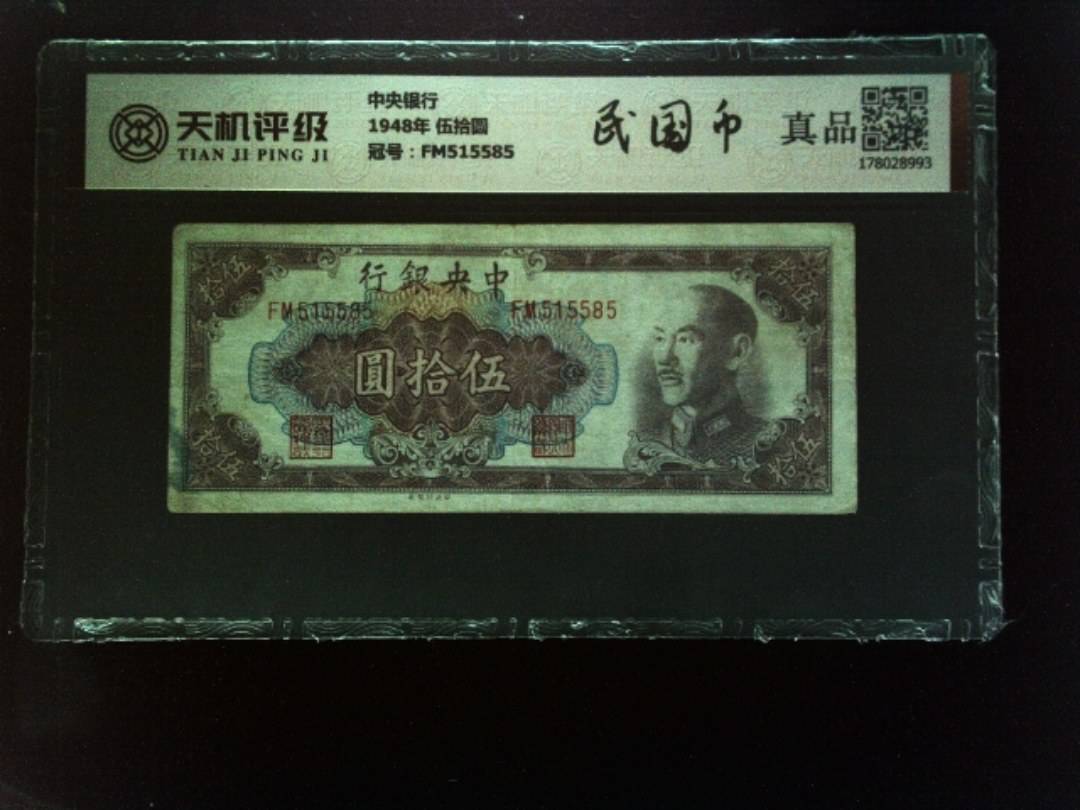 天机评级
TIAN JI PING JI
中央银行
1948年 伍拾圆
冠号：FM515585
民国币
真品
178028993
行銀央中
FM515585
FM515585
圓拾伍
拾伍
拾伍
拾伍
拾伍